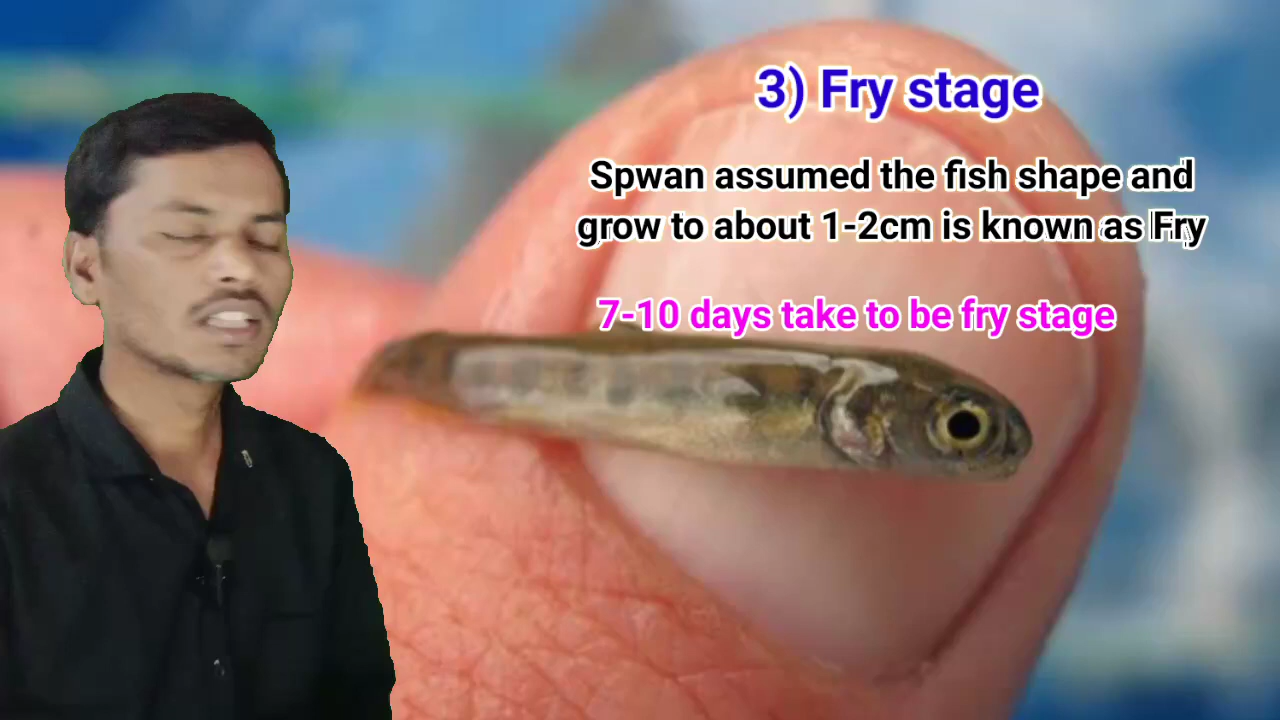 3) Fry stage
Spwan assumed the fish shape and
grow to about 1-2cm is known as Fry
7-10 days take to be fry stage